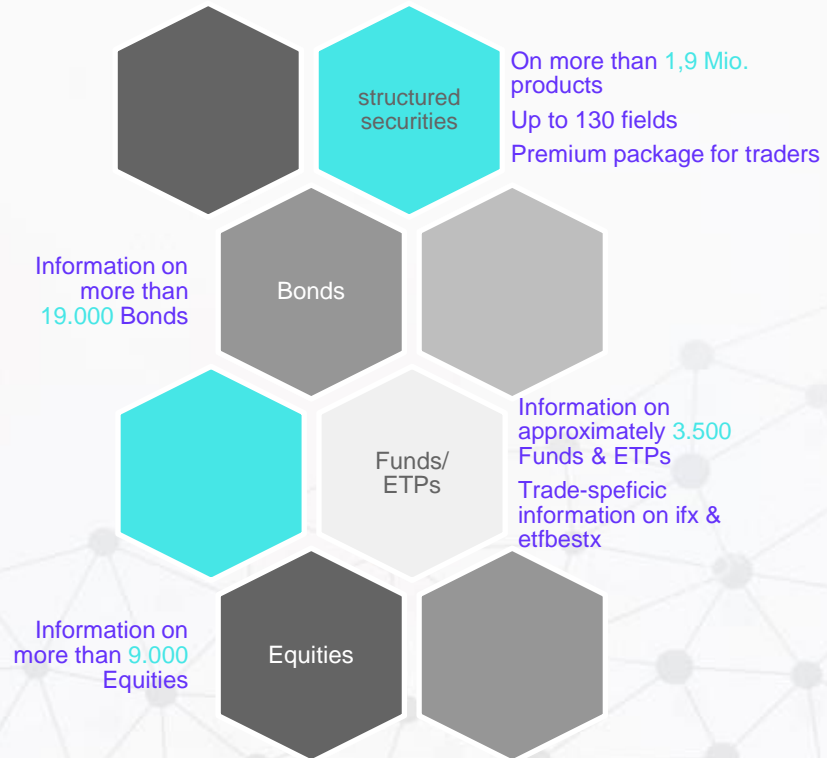 structured
securities
On more than 1,9 Mio.
products
Up to 130 fields
Premium package for traders
Information on
more than
19.000 Bonds
Bonds
Funds/
ETPs
Information on
approximately 3.500
Funds & ETPs
Trade-speficic
information on ifx &
etfbestx
Information on
more than 9.000
Equities
Equities